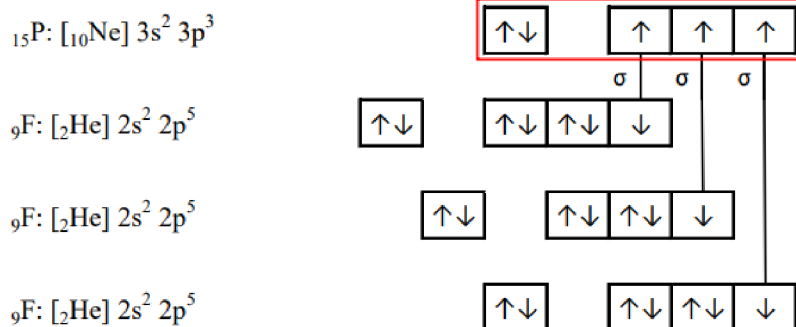 ₁₅P: [₁₀Ne] 3s² 3p³ ↑↓ ↑ ↑ ↑
σ σ σ
₉F: [₂He] 2s² 2p⁵ ↑↓ ↑↓ ↑↓ ↓
₉F: [₂He] 2s² 2p⁵ ↑↓ ↑↓ ↑↓ ↓
₉F: [₂He] 2s² 2p⁵ ↑↓ ↑↓ ↑↓ ↓